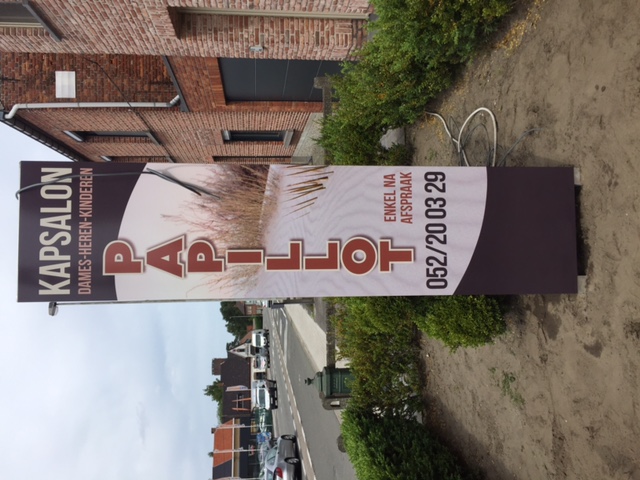 KAPSALON
DAMES-HEREN-KINDEREN
PAPILLOT
ENKEL NA
AFSPRAAK
052/20 03 29